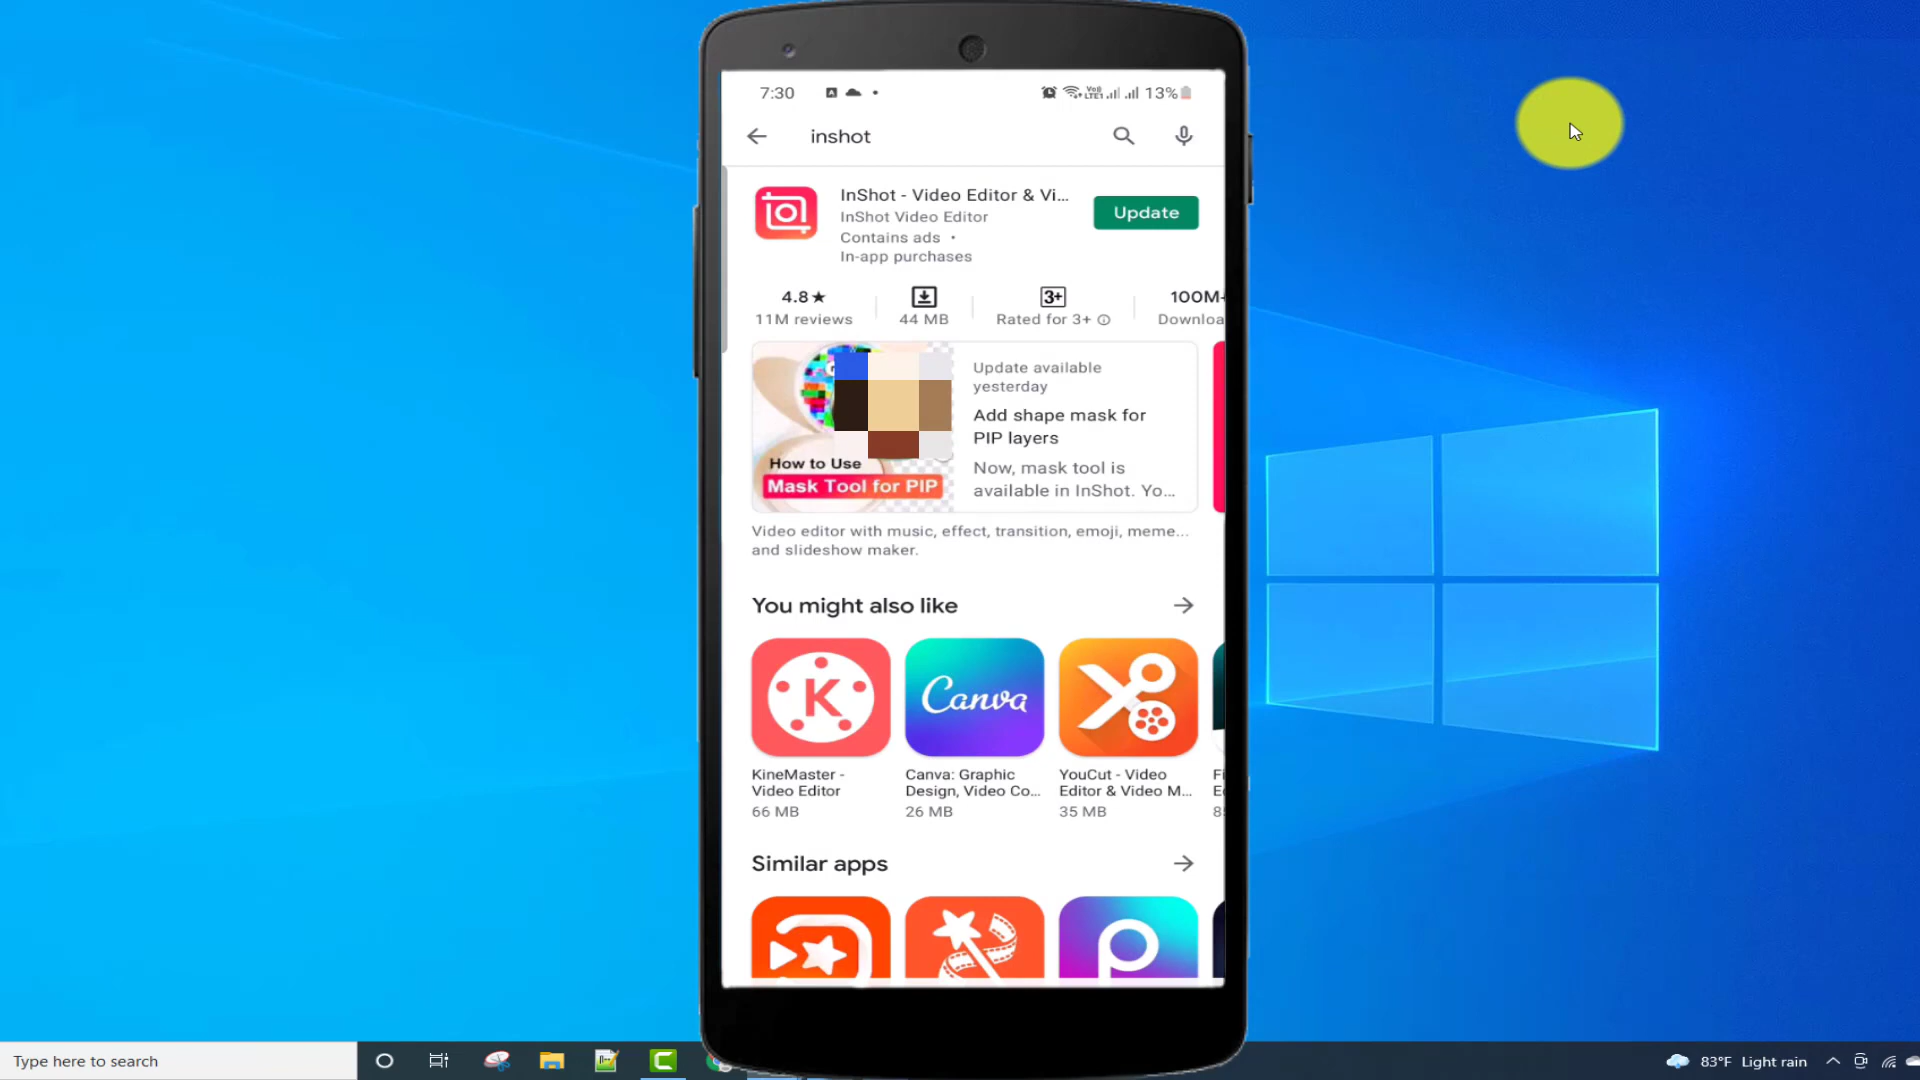 7:30
13%
inshot
InShot - Video Editor & Vi...
InShot Video Editor
Contains ads •
In-app purchases
Update
4.8★
11M reviews
44 MB
3+
Rated for 3+
100M+
Downloa
How to Use
Mask Tool for PIP
Update available
yesterday
Add shape mask for
PIP layers
Now, mask tool is
available in InShot. Yo...
Video editor with music, effect, transition, emoji, meme...
and slideshow maker.
You might also like
K
Canva
KineMaster -
Video Editor
66 MB
Canva: Graphic
Design, Video Co...
26 MB
YouCut - Video
Editor & Video M...
35 MB
Similar apps
Type here to search
83°F Light rain